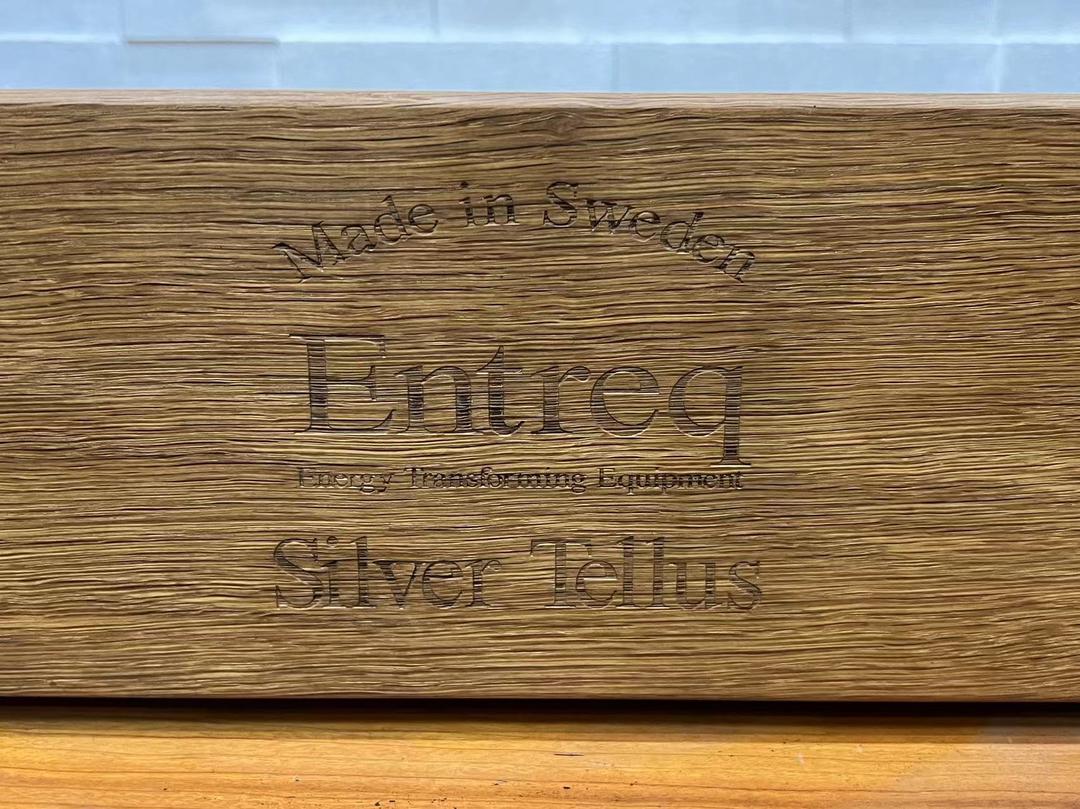 Made in Sweden
Entreq
Energy Transforming Equipment
Silver Tellus